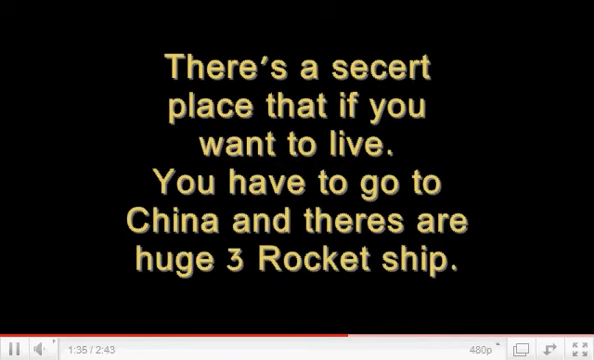 There's a secert
place that if you
want to live.
You have to go to
China and theres are
huge 3 Rocket ship.
1:35 / 2:43
480p